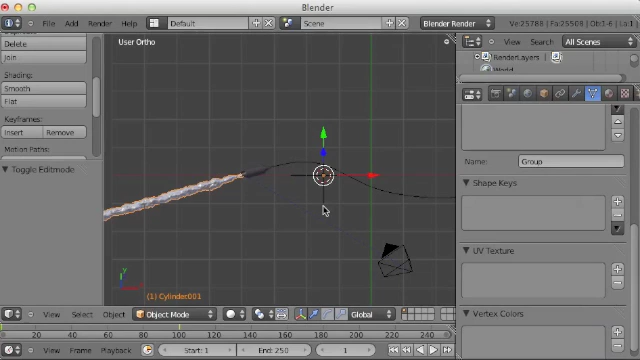 Blender
File Add Render Help Default Scene Blender Render Ve:25788 | Fa:25508 | Ob:1-6 | La:1
Delete
Join
Shading:
Smooth
Flat
Keyframes:
Insert Remove
Motion Paths:
Toggle Editmode
User Ortho
(1) Cylinder001
View Search All Scenes
RenderLayers
World
Name: Group
Shape Keys
UV Texture
Vertex Colors
View Select Object Object Mode Global
0 20 40 60 80 100 120 140 160 180 200 220 240
Frame Playback Start: 1 End: 250 1